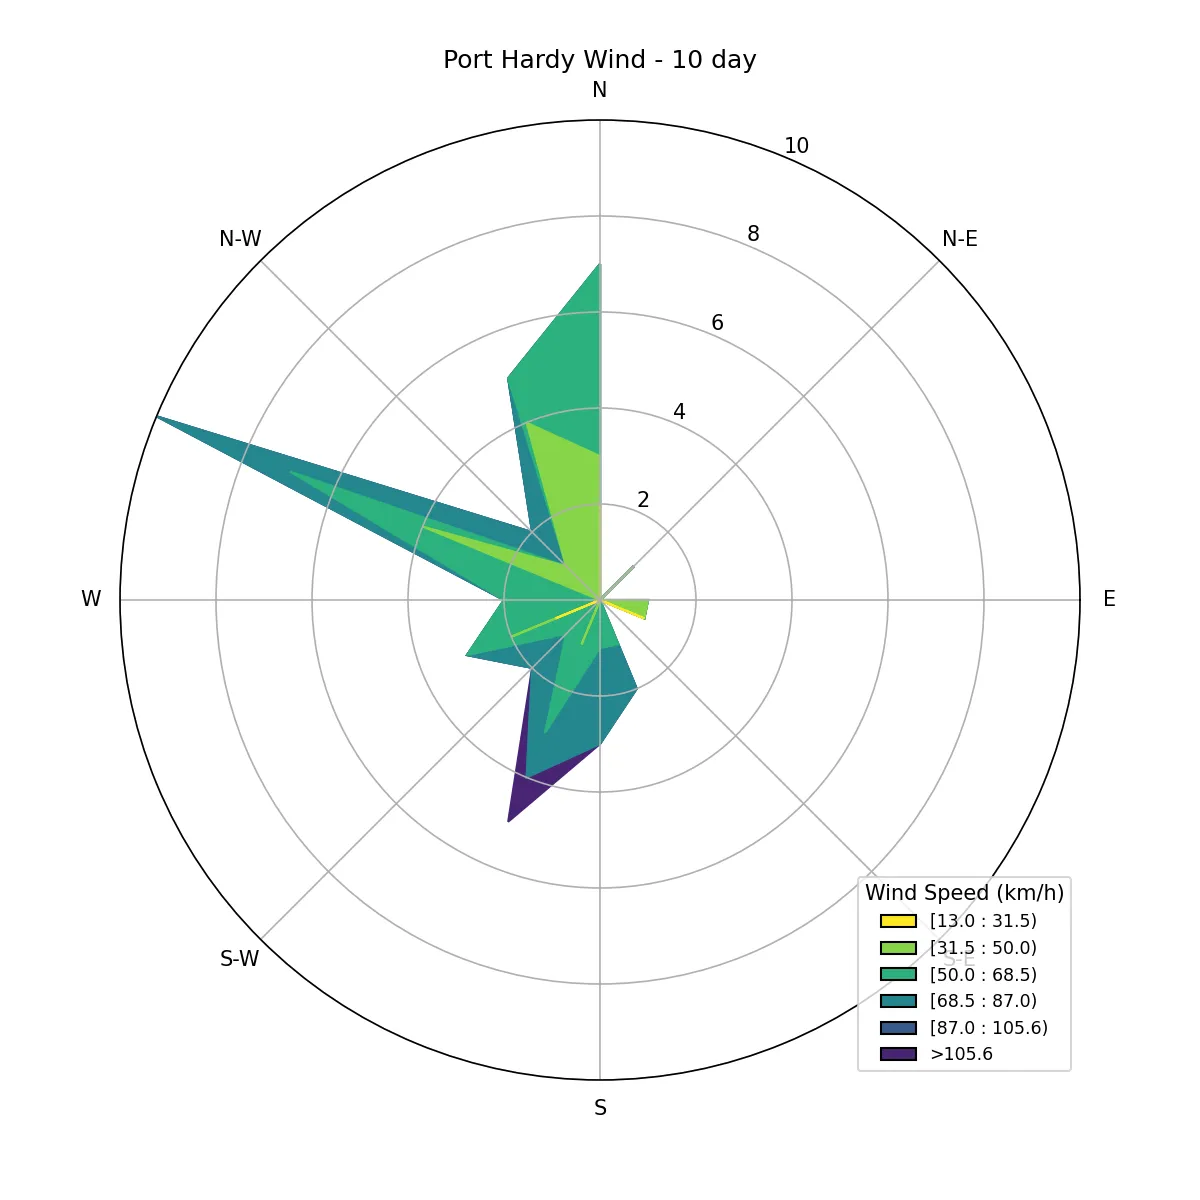 Port Hardy Wind - 10 day
N
10
N-W
N-E
8
6
4
2
W
E
Wind Speed (km/h)
[13.0 : 31.5)
[31.5 : 50.0)
S-W
S-E
[50.0 : 68.5)
[68.5 : 87.0)
[87.0 : 105.6)
>105.6
S